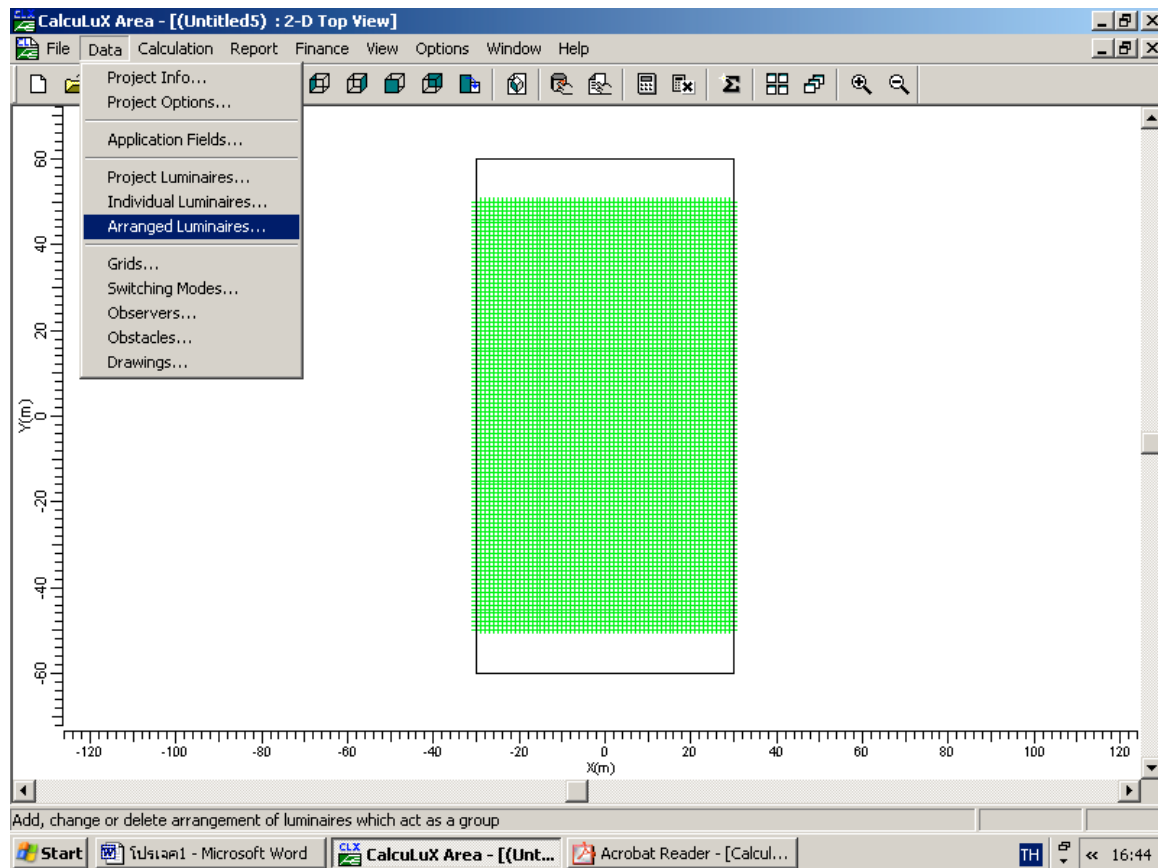 CalcuLuX Area - [(Untitled5) : 2-D Top View]
File Data Calculation Report Finance View Options Window Help
Project Info...
Project Options...
Application Fields...
Project Luminaires...
Individual Luminaires...
Arranged Luminaires...
Grids...
Switching Modes...
Observers...
Obstacles...
Drawings...
60
40
20
0
-20
-40
-60
Y(m)
-120 -100 -80 -60 -40 -20 0 20 40 60 80 100 120
X(m)
Add, change or delete arrangement of luminaires which act as a group
Start โปรเจค1 - Microsoft Word CLX CalcuLuX Area - [(Unt... Acrobat Reader - [Calcul... TH « 16:44